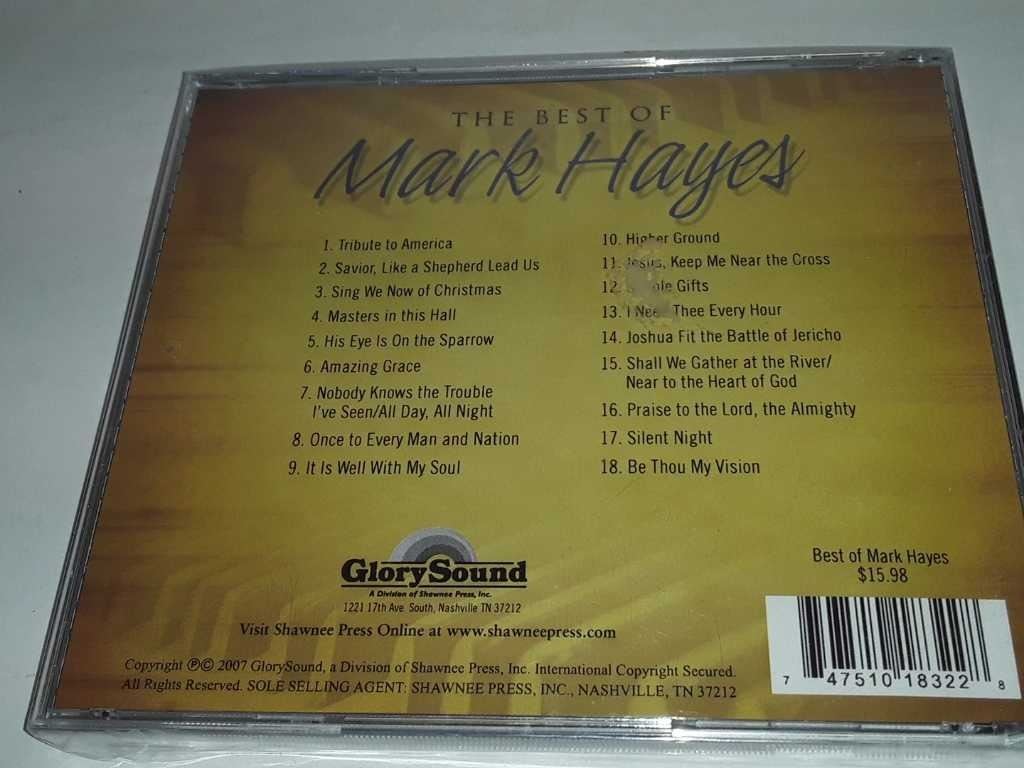 THE BEST OF
Mark Hayes
1. Tribute to America
2. Savior, Like a Shepherd Lead Us
3. Sing We Now of Christmas
4. Masters in this Hall
5. His Eye Is On the Sparrow
6. Amazing Grace
7. Nobody Knows the Trouble
I've Seen/All Day, All Night
8. Once to Every Man and Nation
9. It Is Well With My Soul
10. Higher Ground
11. Jesus, Keep Me Near the Cross
12. Gifts
13. I Need Thee Every Hour
14. Joshua Fit the Battle of Jericho
15. Shall We Gather at the River/
Near to the Heart of God
16. Praise to the Lord, the Almighty
17. Silent Night
18. Be Thou My Vision
GlorySound
A Division of Shawnee Press, Inc.
1221 17th Ave. South, Nashville TN 37212
Visit Shawnee Press Online at www.shawneepress.com
Copyright ℗© 2007 GlorySound, a Division of Shawnee Press, Inc. International Copyright Secured.
All Rights Reserved. SOLE SELLING AGENT: SHAWNEE PRESS, INC., NASHVILLE, TN 37212
Best of Mark Hayes
$15.98
7 47510 18322 8